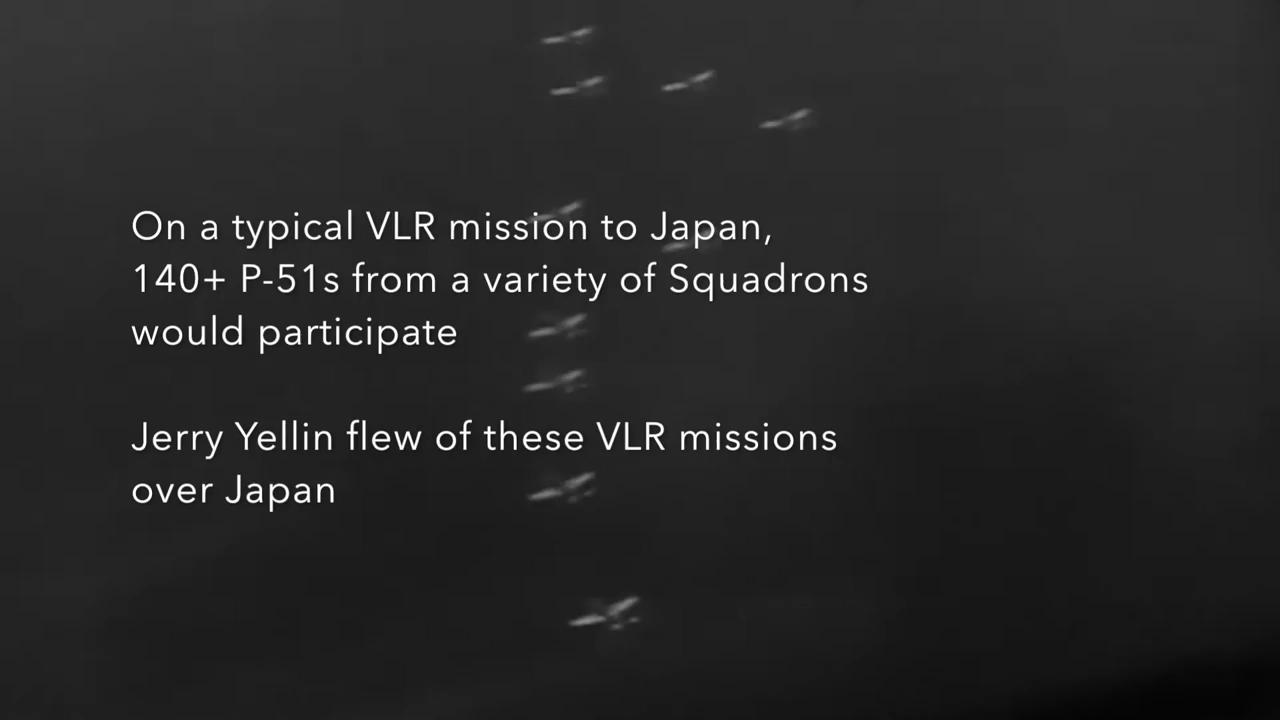 On a typical VLR mission to Japan,
140+ P-51s from a variety of Squadrons
would participate
Jerry Yellin flew of these VLR missions
over Japan